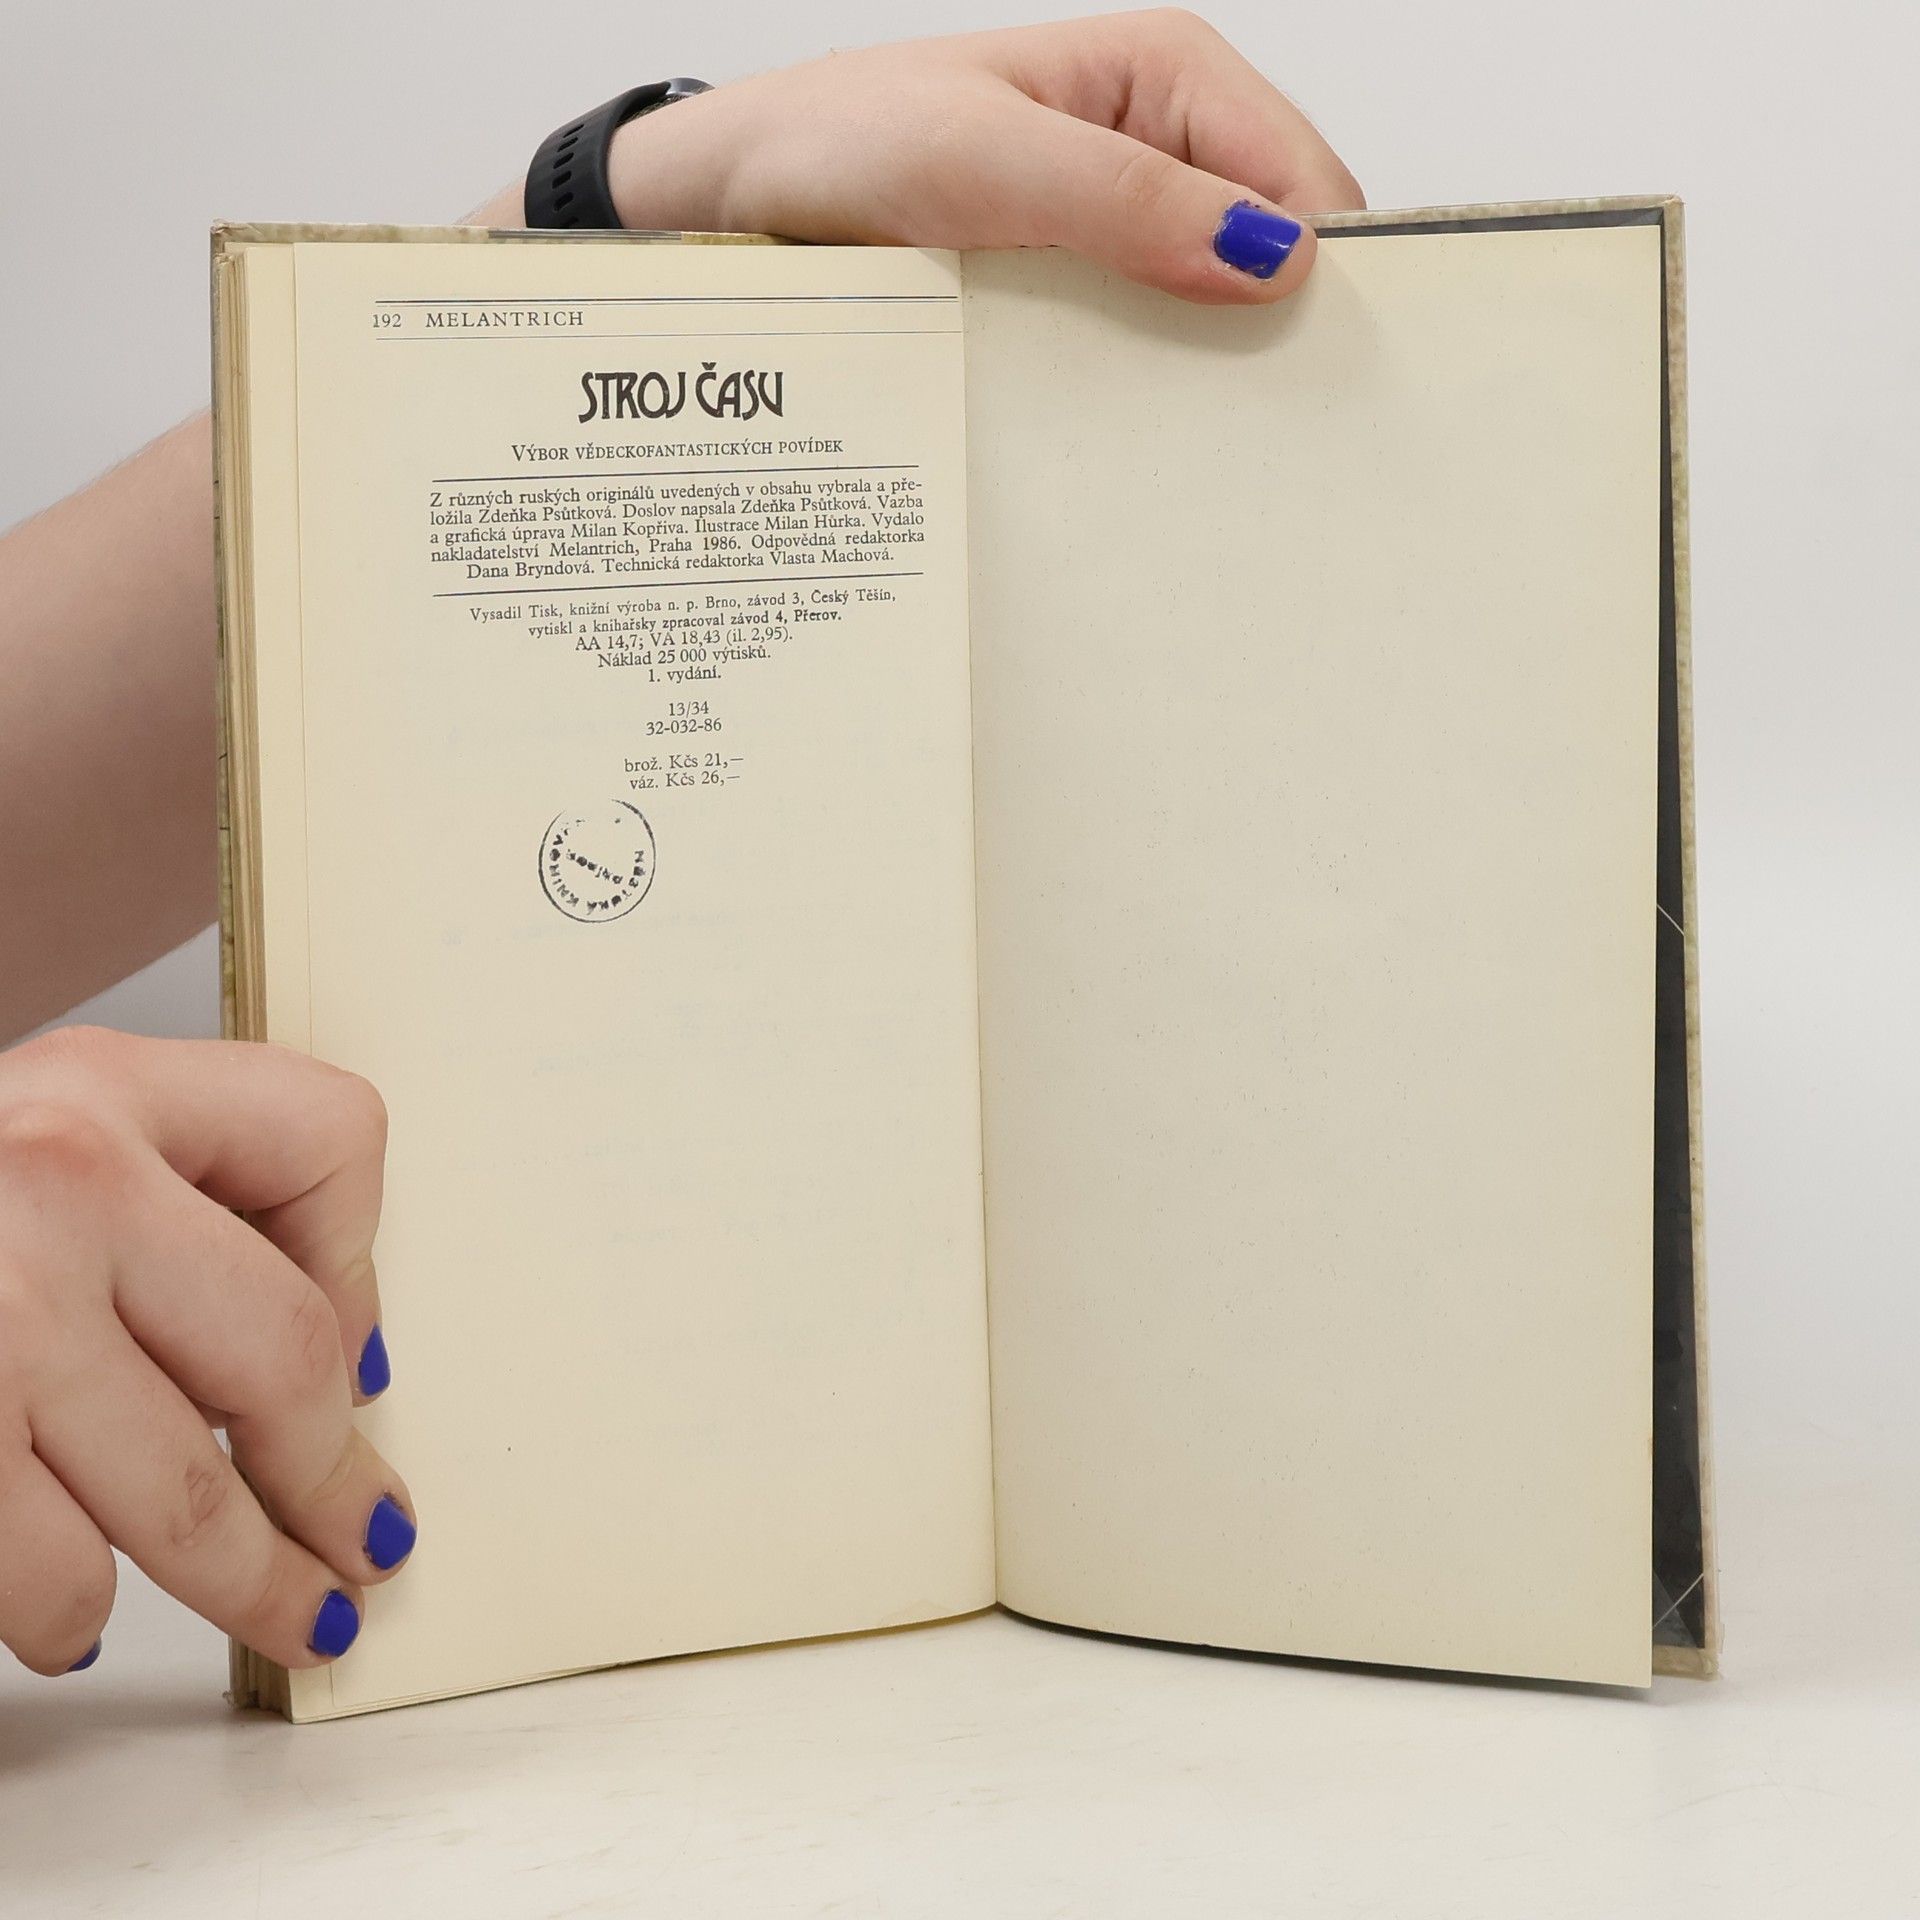 192 MELANTRICH
STROJ ČASU
VÝBOR VĚDECKOFANTASTICKÝCH POVÍDEK
Z různých ruských originálů uvedených v obsahu vybrala a pře-
ložila Zdeňka Psůtková. Doslov napsala Zdeňka Psůtková. Vazba
a grafická úprava Milan Kopřiva. Ilustrace Milan Hůrka. Vydalo
nakladatelství Melantrich, Praha 1986. Odpovědná redaktorka
Dana Bryndová. Technická redaktorka Vlasta Machová.
Vysadil Tisk, knižní výroba n. p. Brno, závod 3, Český Těšín,
vytiskl a knihařsky zpracoval závod 4, Přerov.
AA 14,7; VA 18,43 (il. 2,95).
Náklad 25 000 výtisků.
1. vydání.
13/34
32-032-86
brož. Kčs 21,—
váz. Kčs 26,—